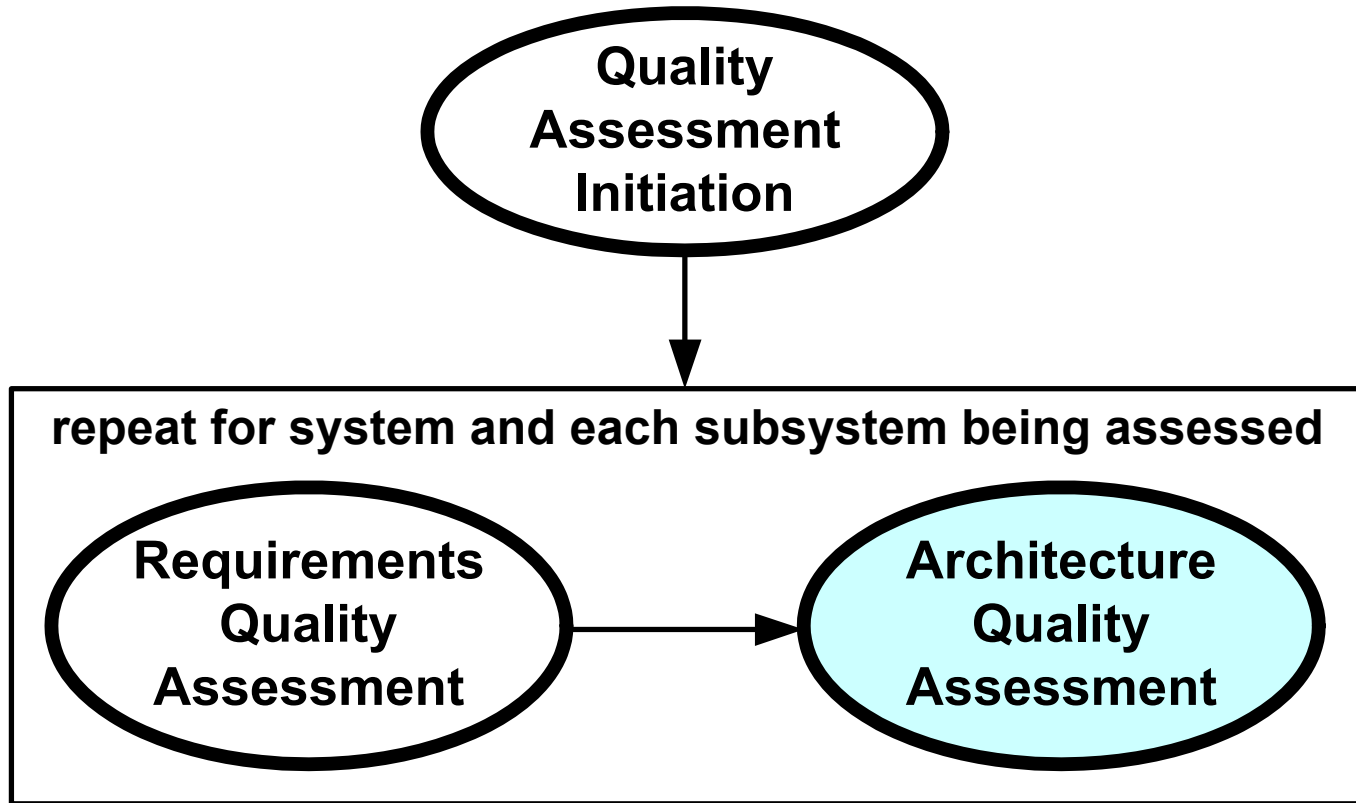 Quality
Assessment
Initiation
repeat for system and each subsystem being assessed
Requirements
Quality
Assessment
Architecture
Quality
Assessment